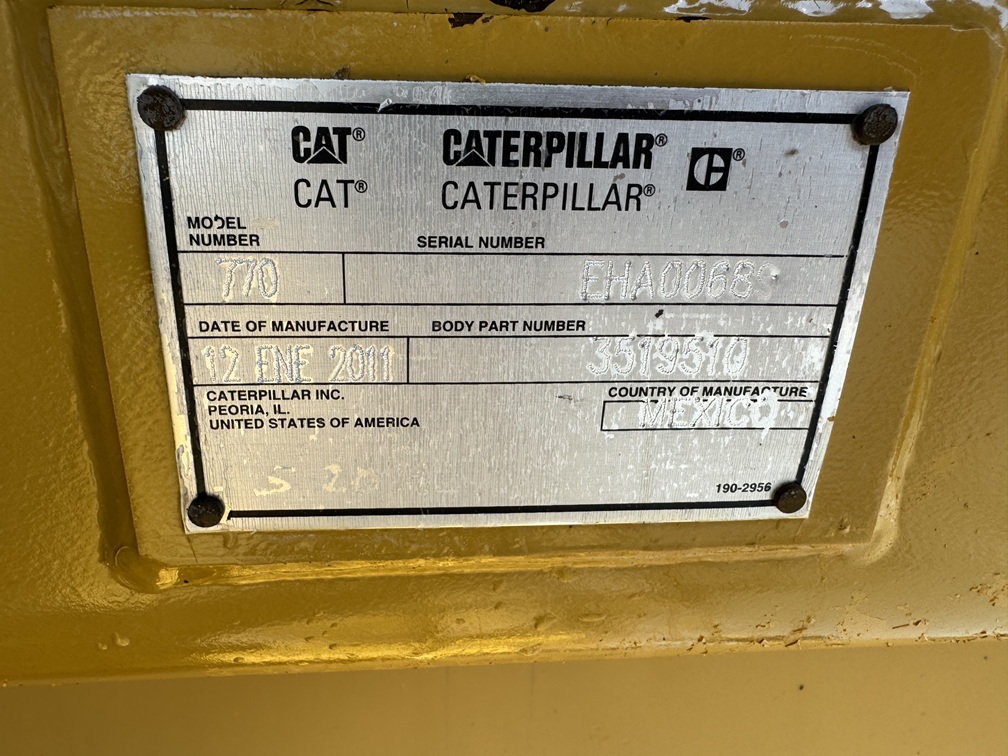 CAT® CATERPILLAR® ®
CAT® CATERPILLAR®
MODEL NUMBER SERIAL NUMBER
770
DATE OF MANUFACTURE BODY PART NUMBER
12 ENE 2011 3519510
CATERPILLAR INC. COUNTRY OF MANUFACTURE
PEORIA, IL. MEXICO
UNITED STATES OF AMERICA
190-2956